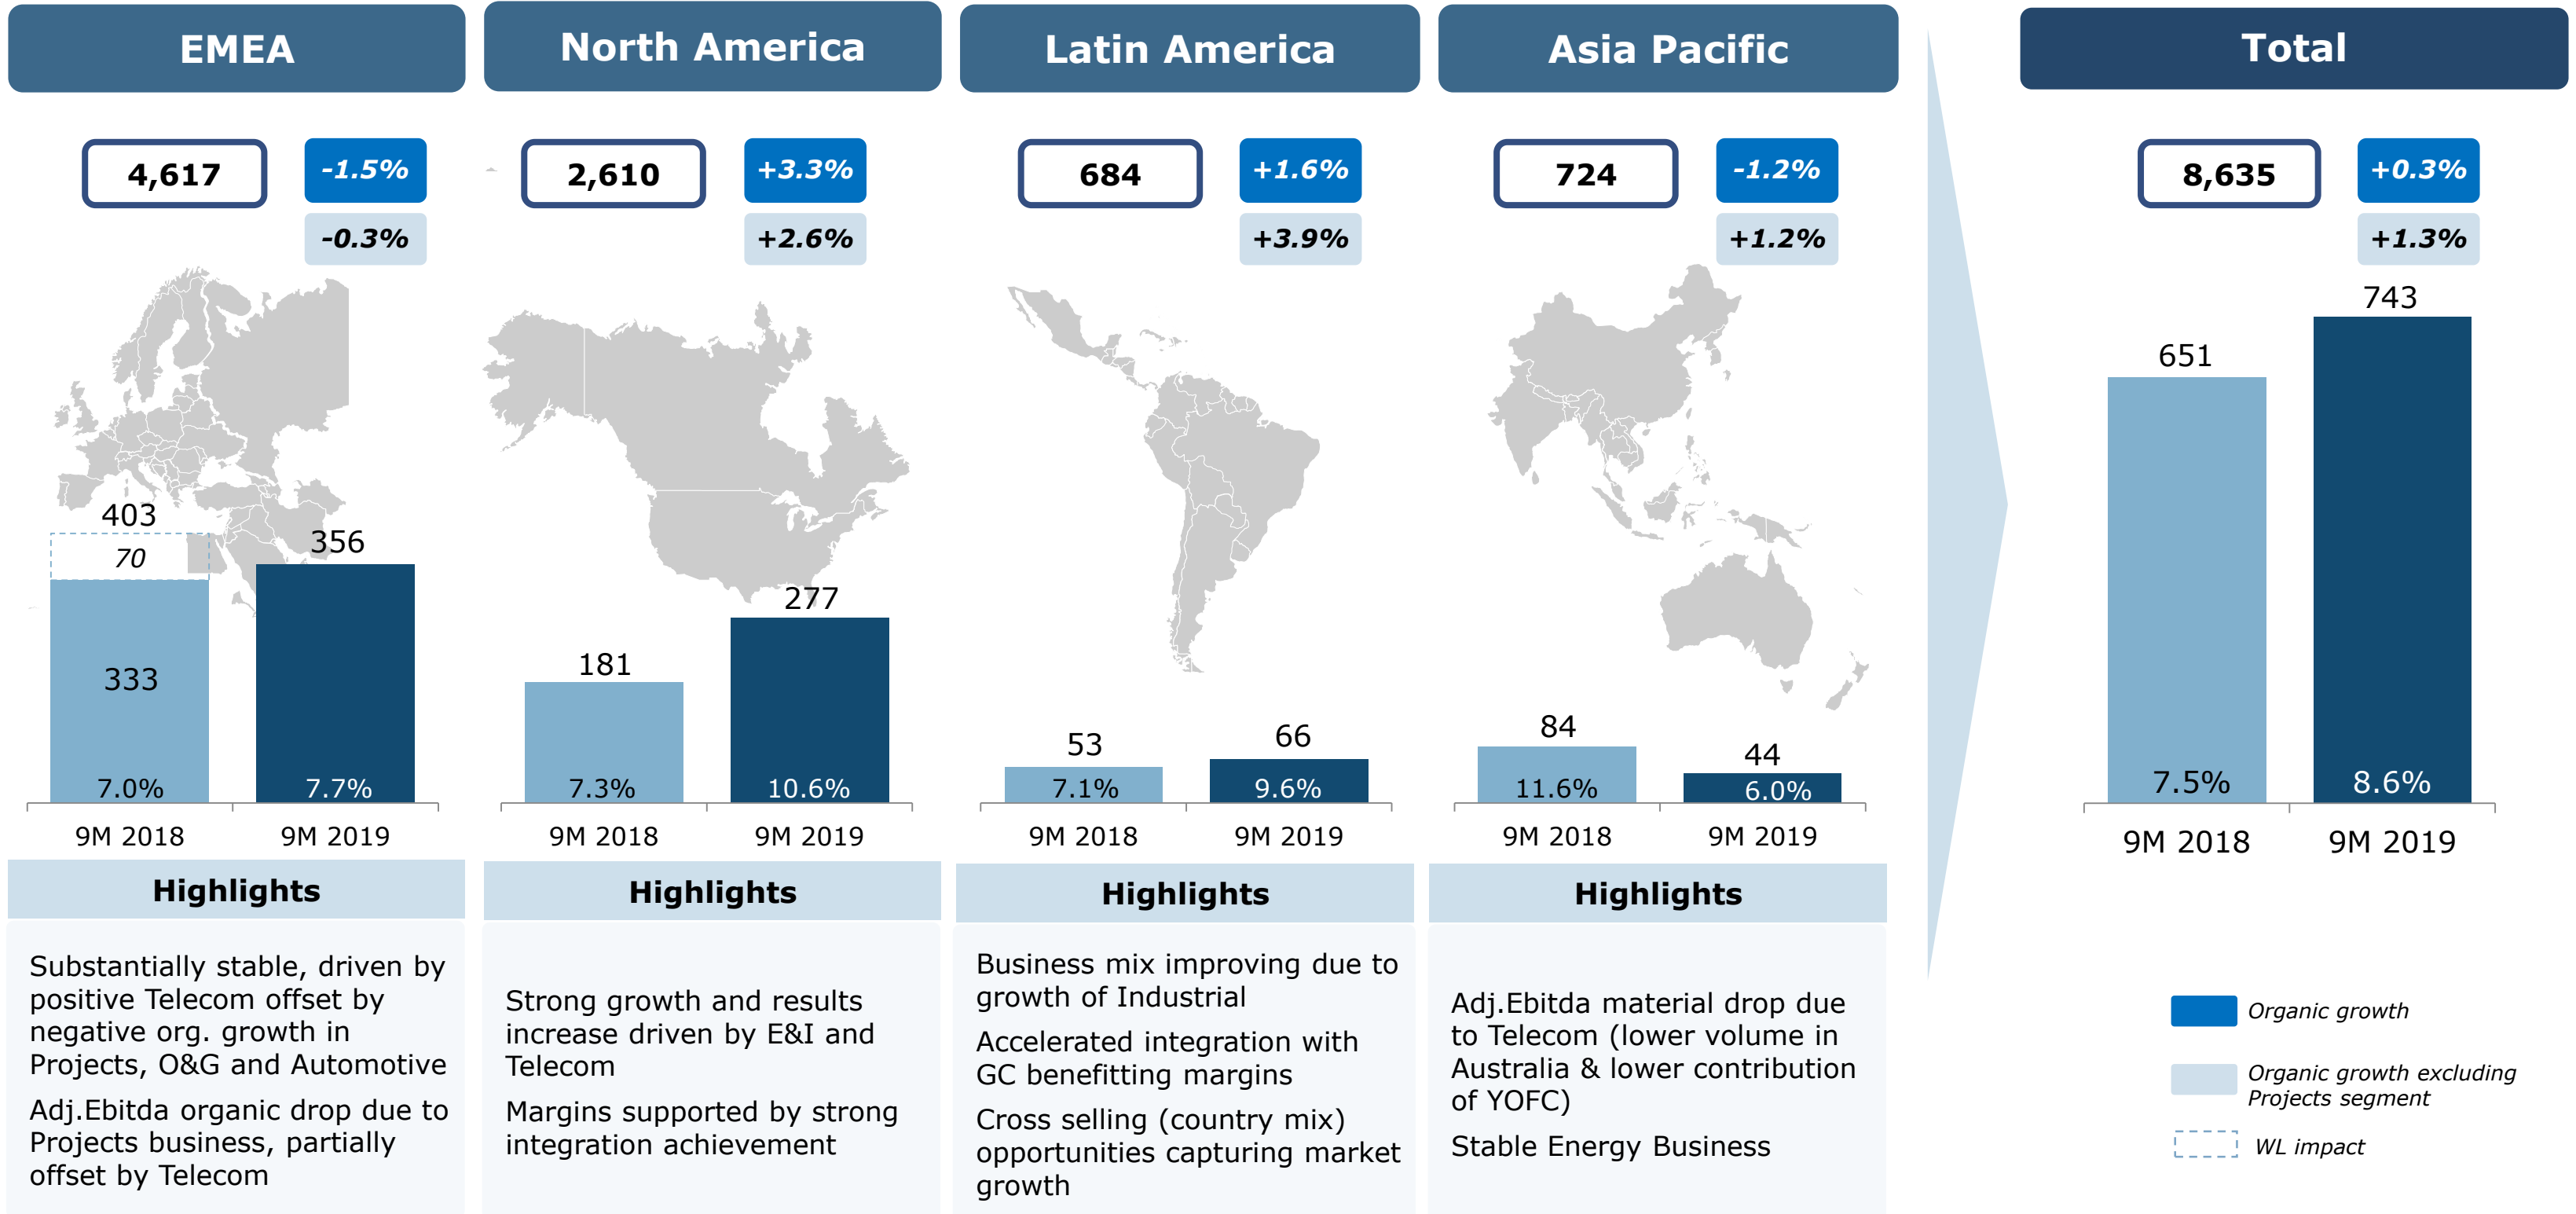 EMEA
4,617
-1.5%
-0.3%
403
70
333
7.0%
356
7.7%
9M 2018
9M 2019
Highlights
Substantially stable, driven by
positive Telecom offset by
negative org. growth in
Projects, O&G and Automotive
Adj.Ebitda organic drop due to
Projects business, partially
offset by Telecom
North America
2,610
+3.3%
+2.6%
181
7.3%
277
10.6%
9M 2018
9M 2019
Highlights
Strong growth and results
increase driven by E&I and
Telecom
Margins supported by strong
integration achievement
Latin America
684
+1.6%
+3.9%
53
7.1%
66
9.6%
9M 2018
9M 2019
Highlights
Business mix improving due to
growth of Industrial
Accelerated integration with
GC benefitting margins
Cross selling (country mix)
opportunities capturing market
growth
Asia Pacific
724
-1.2%
+1.2%
84
11.6%
44
6.0%
9M 2018
9M 2019
Highlights
Adj.Ebitda material drop due
to Telecom (lower volume in
Australia & lower contribution
of YOFC)
Stable Energy Business
Total
8,635
+0.3%
+1.3%
651
7.5%
743
8.6%
9M 2018
9M 2019
Organic growth
Organic growth excluding
Projects segment
WL impact